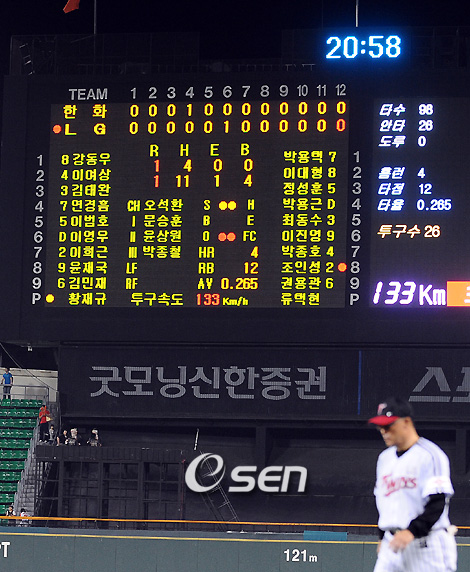 20:58
TEAM 1 2 3 4 5 6 7 8 9 10 11 12
한화 0 0 0 1 0 0 0 0 0 0 0 0
LG 0 0 0 0 0 1 0 0 0 0 0 0
R H E B
1 4 0 0
1 11 1 4
1 8 강동우 박용택 7 1
2 4 이여상 이대형 8 2
3 3 김태완 정성훈 5 3
4 7 연경흠 CH 오석환 S H 박용근 4 4
5 5 이범호 I 문승훈 B E 최동수 3 5
6 D 이영우 II 윤상원 O FC 이진영 9 6
7 2 이희근 III 박종철 HR 4 박종호 4 7
8 9 윤재국 LF RB 12 조인성 2 8
9 6 김민재 RF AV 0.265 권용관 6 9
P 황재규 투구속도 133 Km/h 류택현 P
타수 98
안타 26
도루 0
홈런 4
타점 12
타율 0.265
투구수 26
133 Km
굿모닝신한증권
스포
esen
Twins
PT
121m